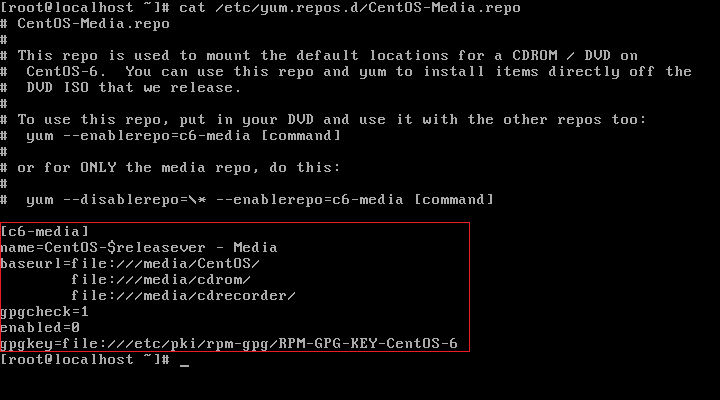 [root@localhost ~]# cat /etc/yum.repos.d/CentOS-Media.repo
# CentOS-Media.repo
#
# This repo is used to mount the default locations for a CDROM / DVD on
#  CentOS-6.  You can use this repo and yum to install items directly off the
#  DVD ISO that we release.
#
# To use this repo, put in your DVD and use it with the other repos too:
#  yum --enablerepo=c6-media [command]
#
# or for ONLY the media repo, do this:
#
#  yum --disablerepo=\* --enablerepo=c6-media [command]

[c6-media]
name=CentOS-$releasever - Media
baseurl=file:///media/CentOS/
        file:///media/cdrom/
        file:///media/cdrecorder/
gpgcheck=1
enabled=0
gpgkey=file:///etc/pki/rpm-gpg/RPM-GPG-KEY-CentOS-6
[root@localhost ~]# _